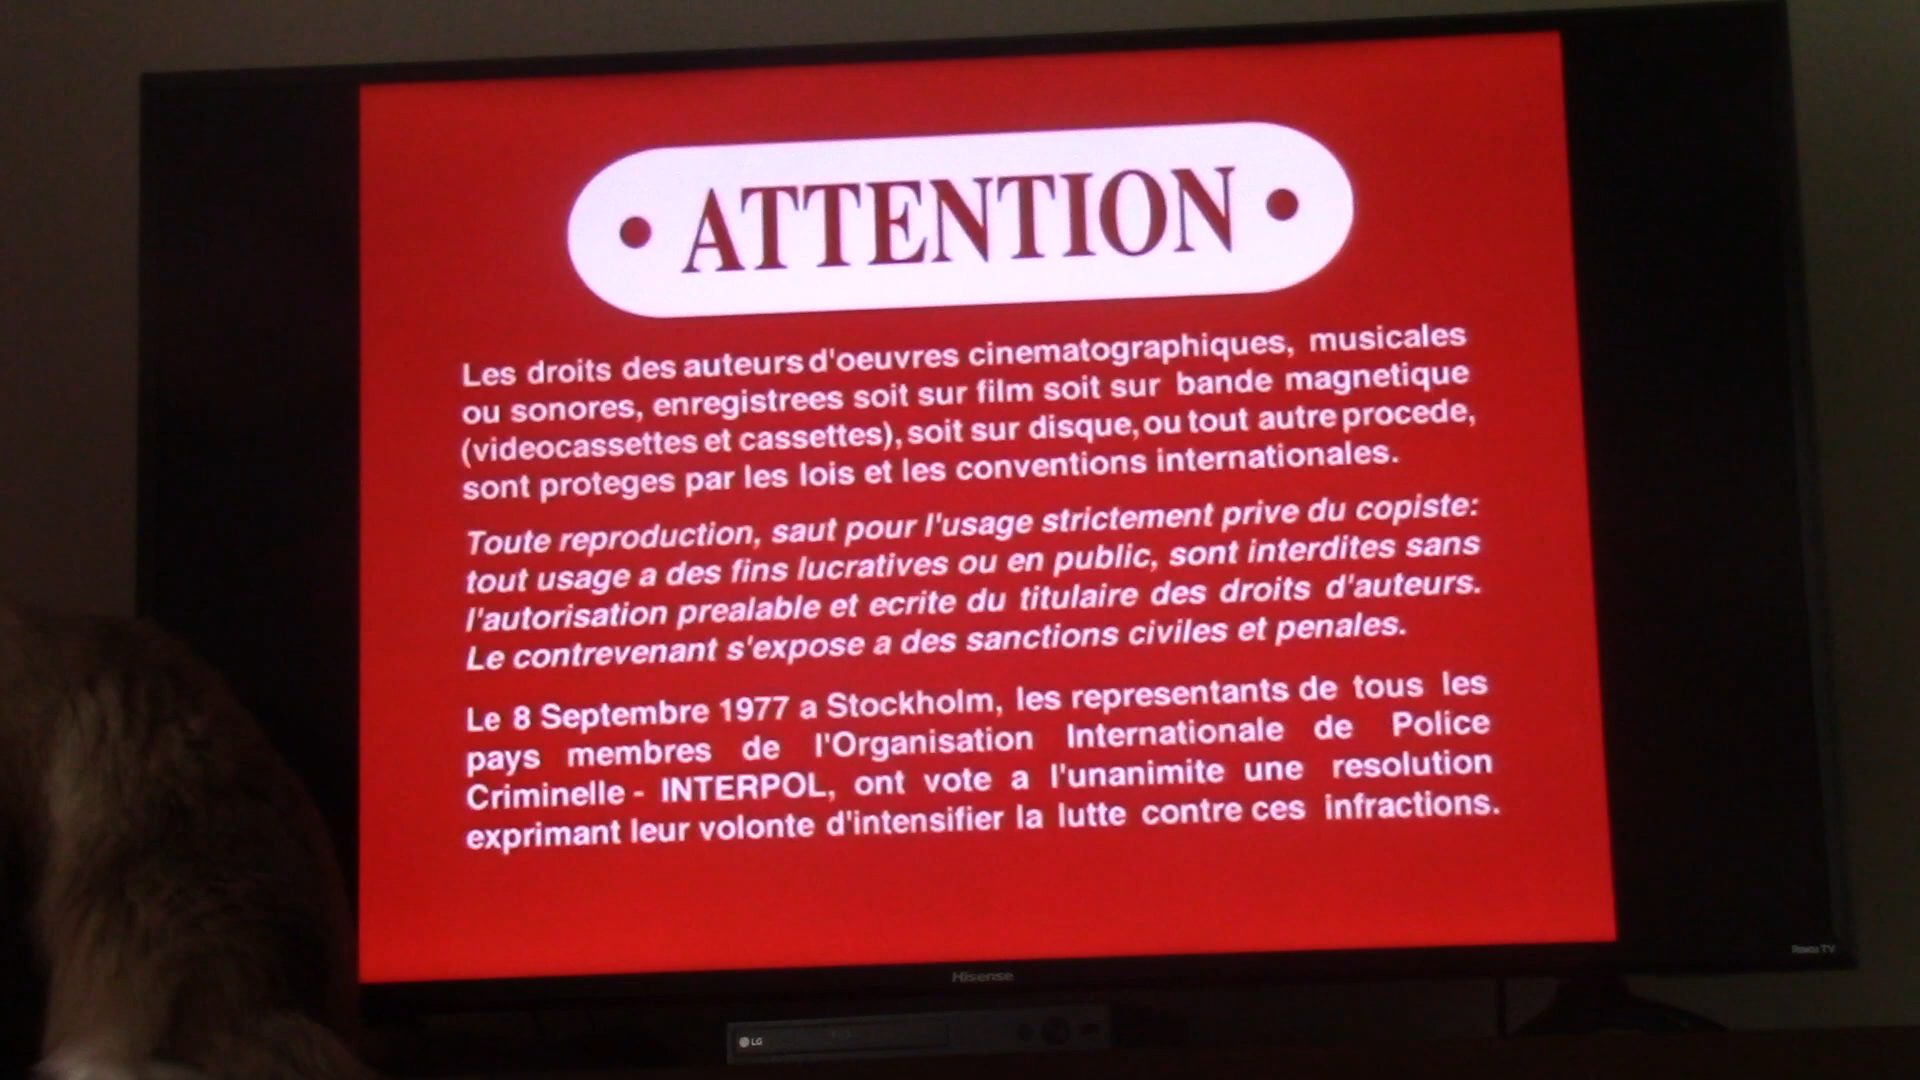 • ATTENTION •
Les droits des auteurs d'oeuvres cinematographiques, musicales
ou sonores, enregistrees soit sur film soit sur bande magnetique
(videocassettes et cassettes), soit sur disque, ou tout autre procede,
sont proteges par les lois et les conventions internationales.
Toute reproduction, saut pour l'usage strictement prive du copiste:
tout usage a des fins lucratives ou en public, sont interdites sans
l'autorisation prealable et ecrite du titulaire des droits d'auteurs.
Le contrevenant s'expose a des sanctions civiles et penales.
Le 8 Septembre 1977 a Stockholm, les representants de tous les
pays membres de l'Organisation Internationale de Police
Criminelle - INTERPOL, ont vote a l'unanimite une resolution
exprimant leur volonte d'intensifier la lutte contre ces infractions.
Roku TV
Hisense
LG